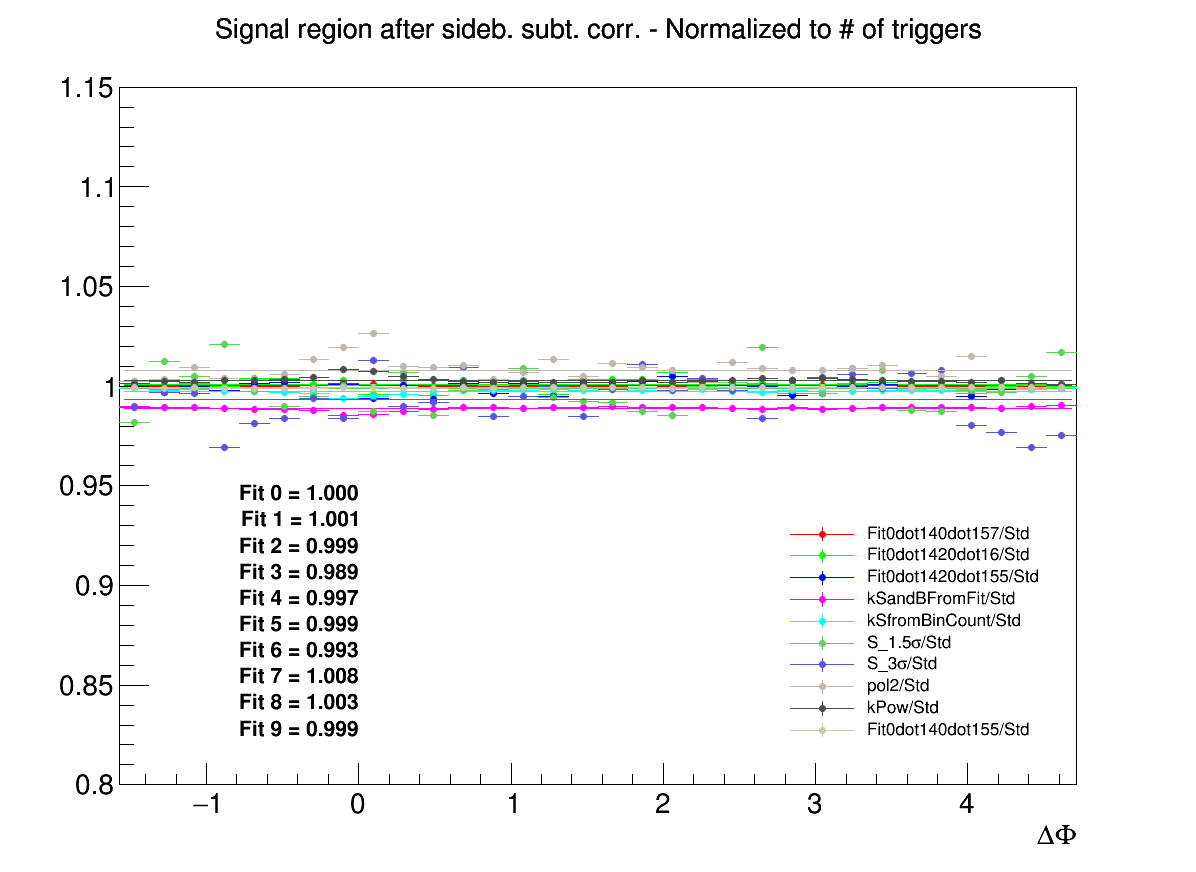 Signal region after sideb. subt. corr. - Normalized to # of triggers
1.15
1.1
1.05
1
0.95
0.9
0.85
0.8
Fit 0 = 1.000
Fit 1 = 1.001
Fit 2 = 0.999
Fit 3 = 0.989
Fit 4 = 0.997
Fit 5 = 0.999
Fit 6 = 0.993
Fit 7 = 1.008
Fit 8 = 1.003
Fit 9 = 0.999
Fit0dot140dot157/Std
Fit0dot1420dot16/Std
Fit0dot1420dot155/Std
kSandBFromFit/Std
kSfromBinCount/Std
S_1.5σ/Std
S_3σ/Std
pol2/Std
kPow/Std
Fit0dot140dot155/Std
−1 0 1 2 3 4
ΔΦ